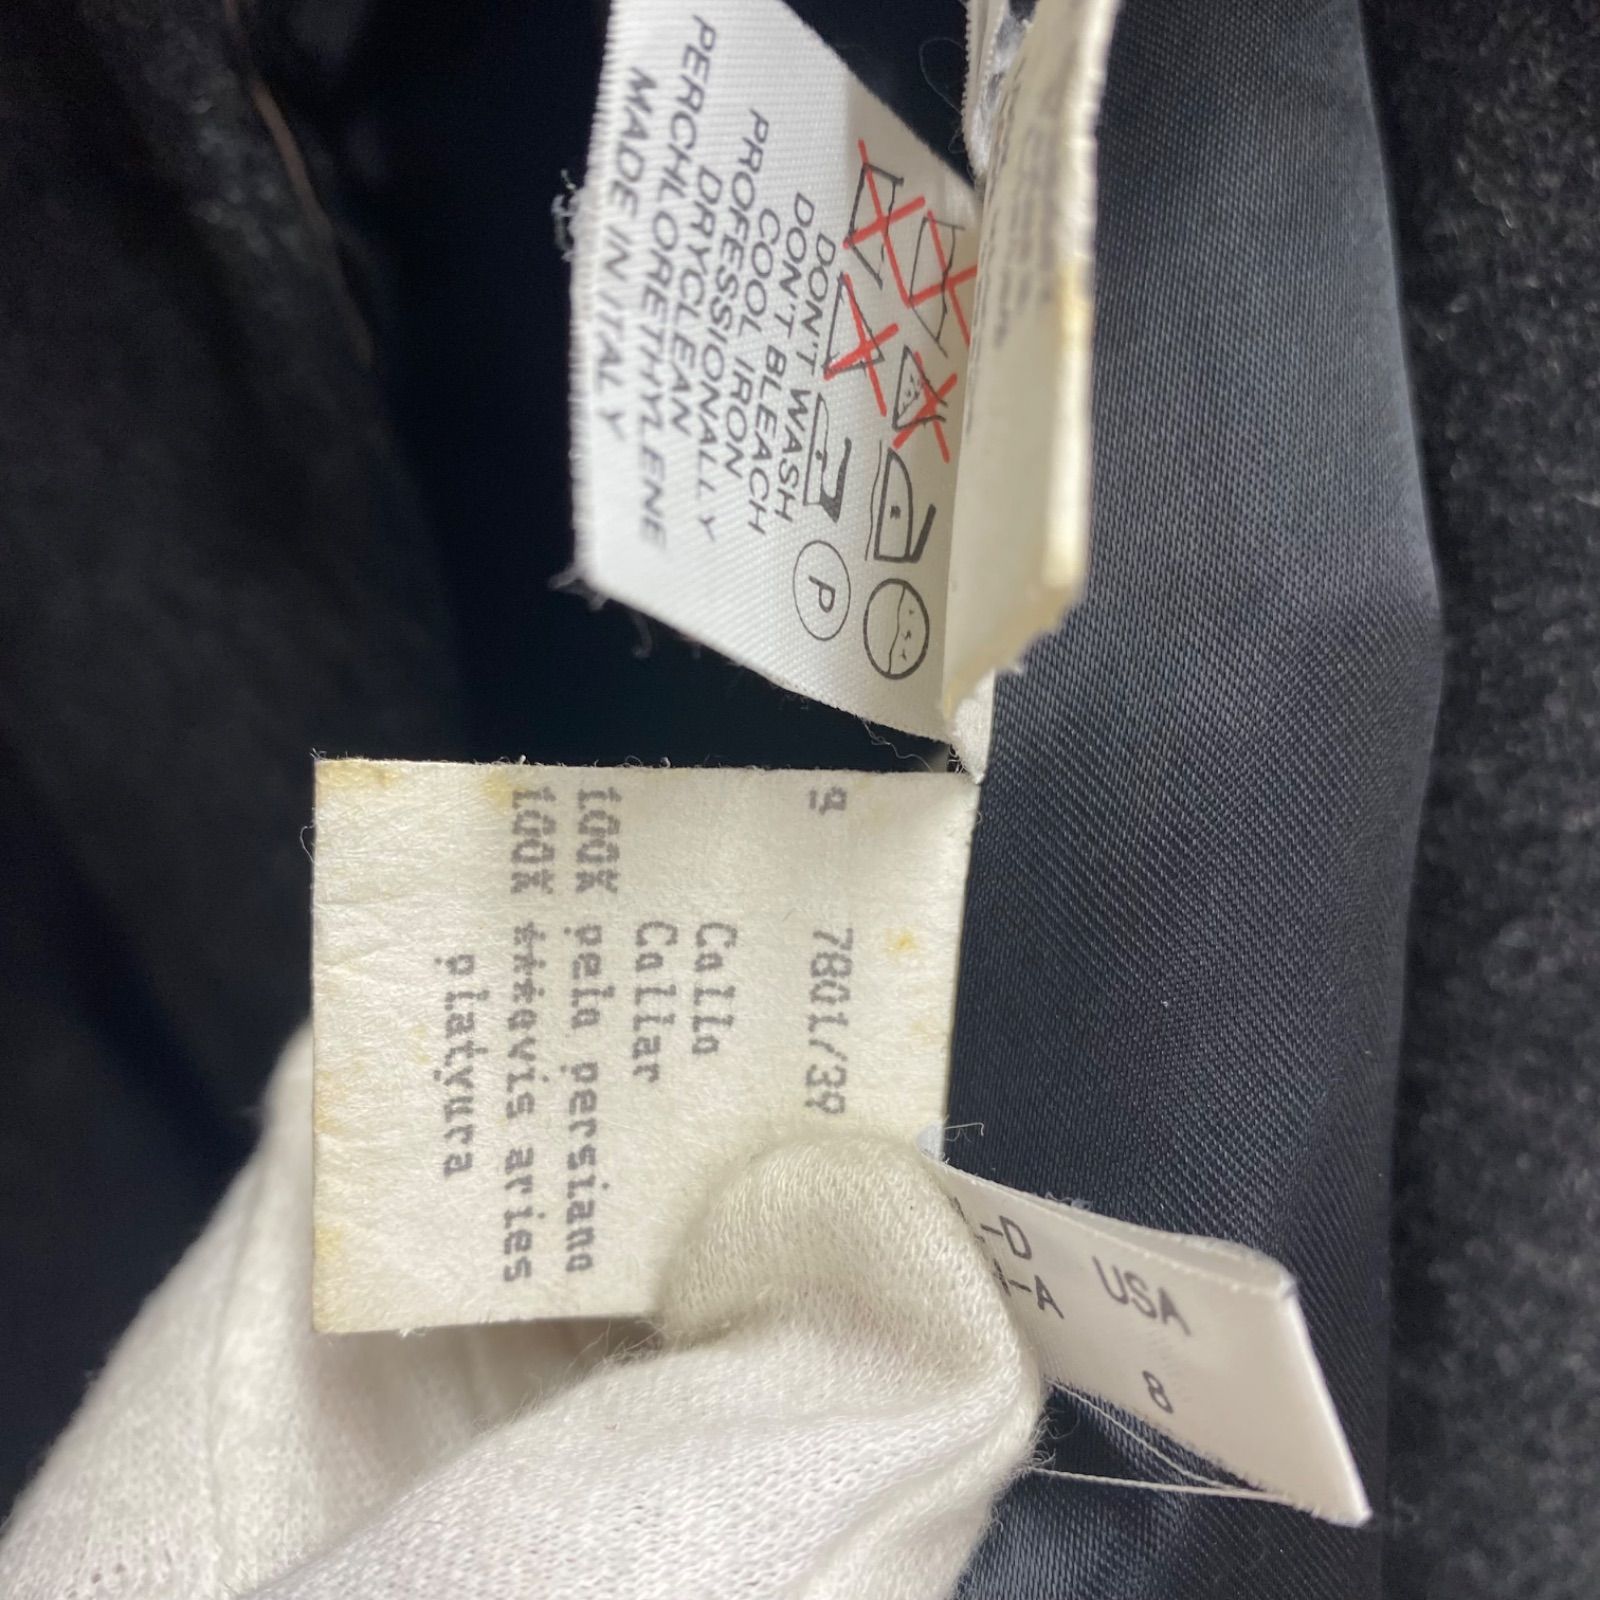 DON'T WASH
DON'T BLEACH
COOL IRON
PROFESSIONALLY
DRYCLEAN
PERCHLORETHYLENE
MADE IN ITALY
P
7801/39
Collo
Collar
100% pelo persiano
100% ovis aries
platyura
USA
8
-D
-A